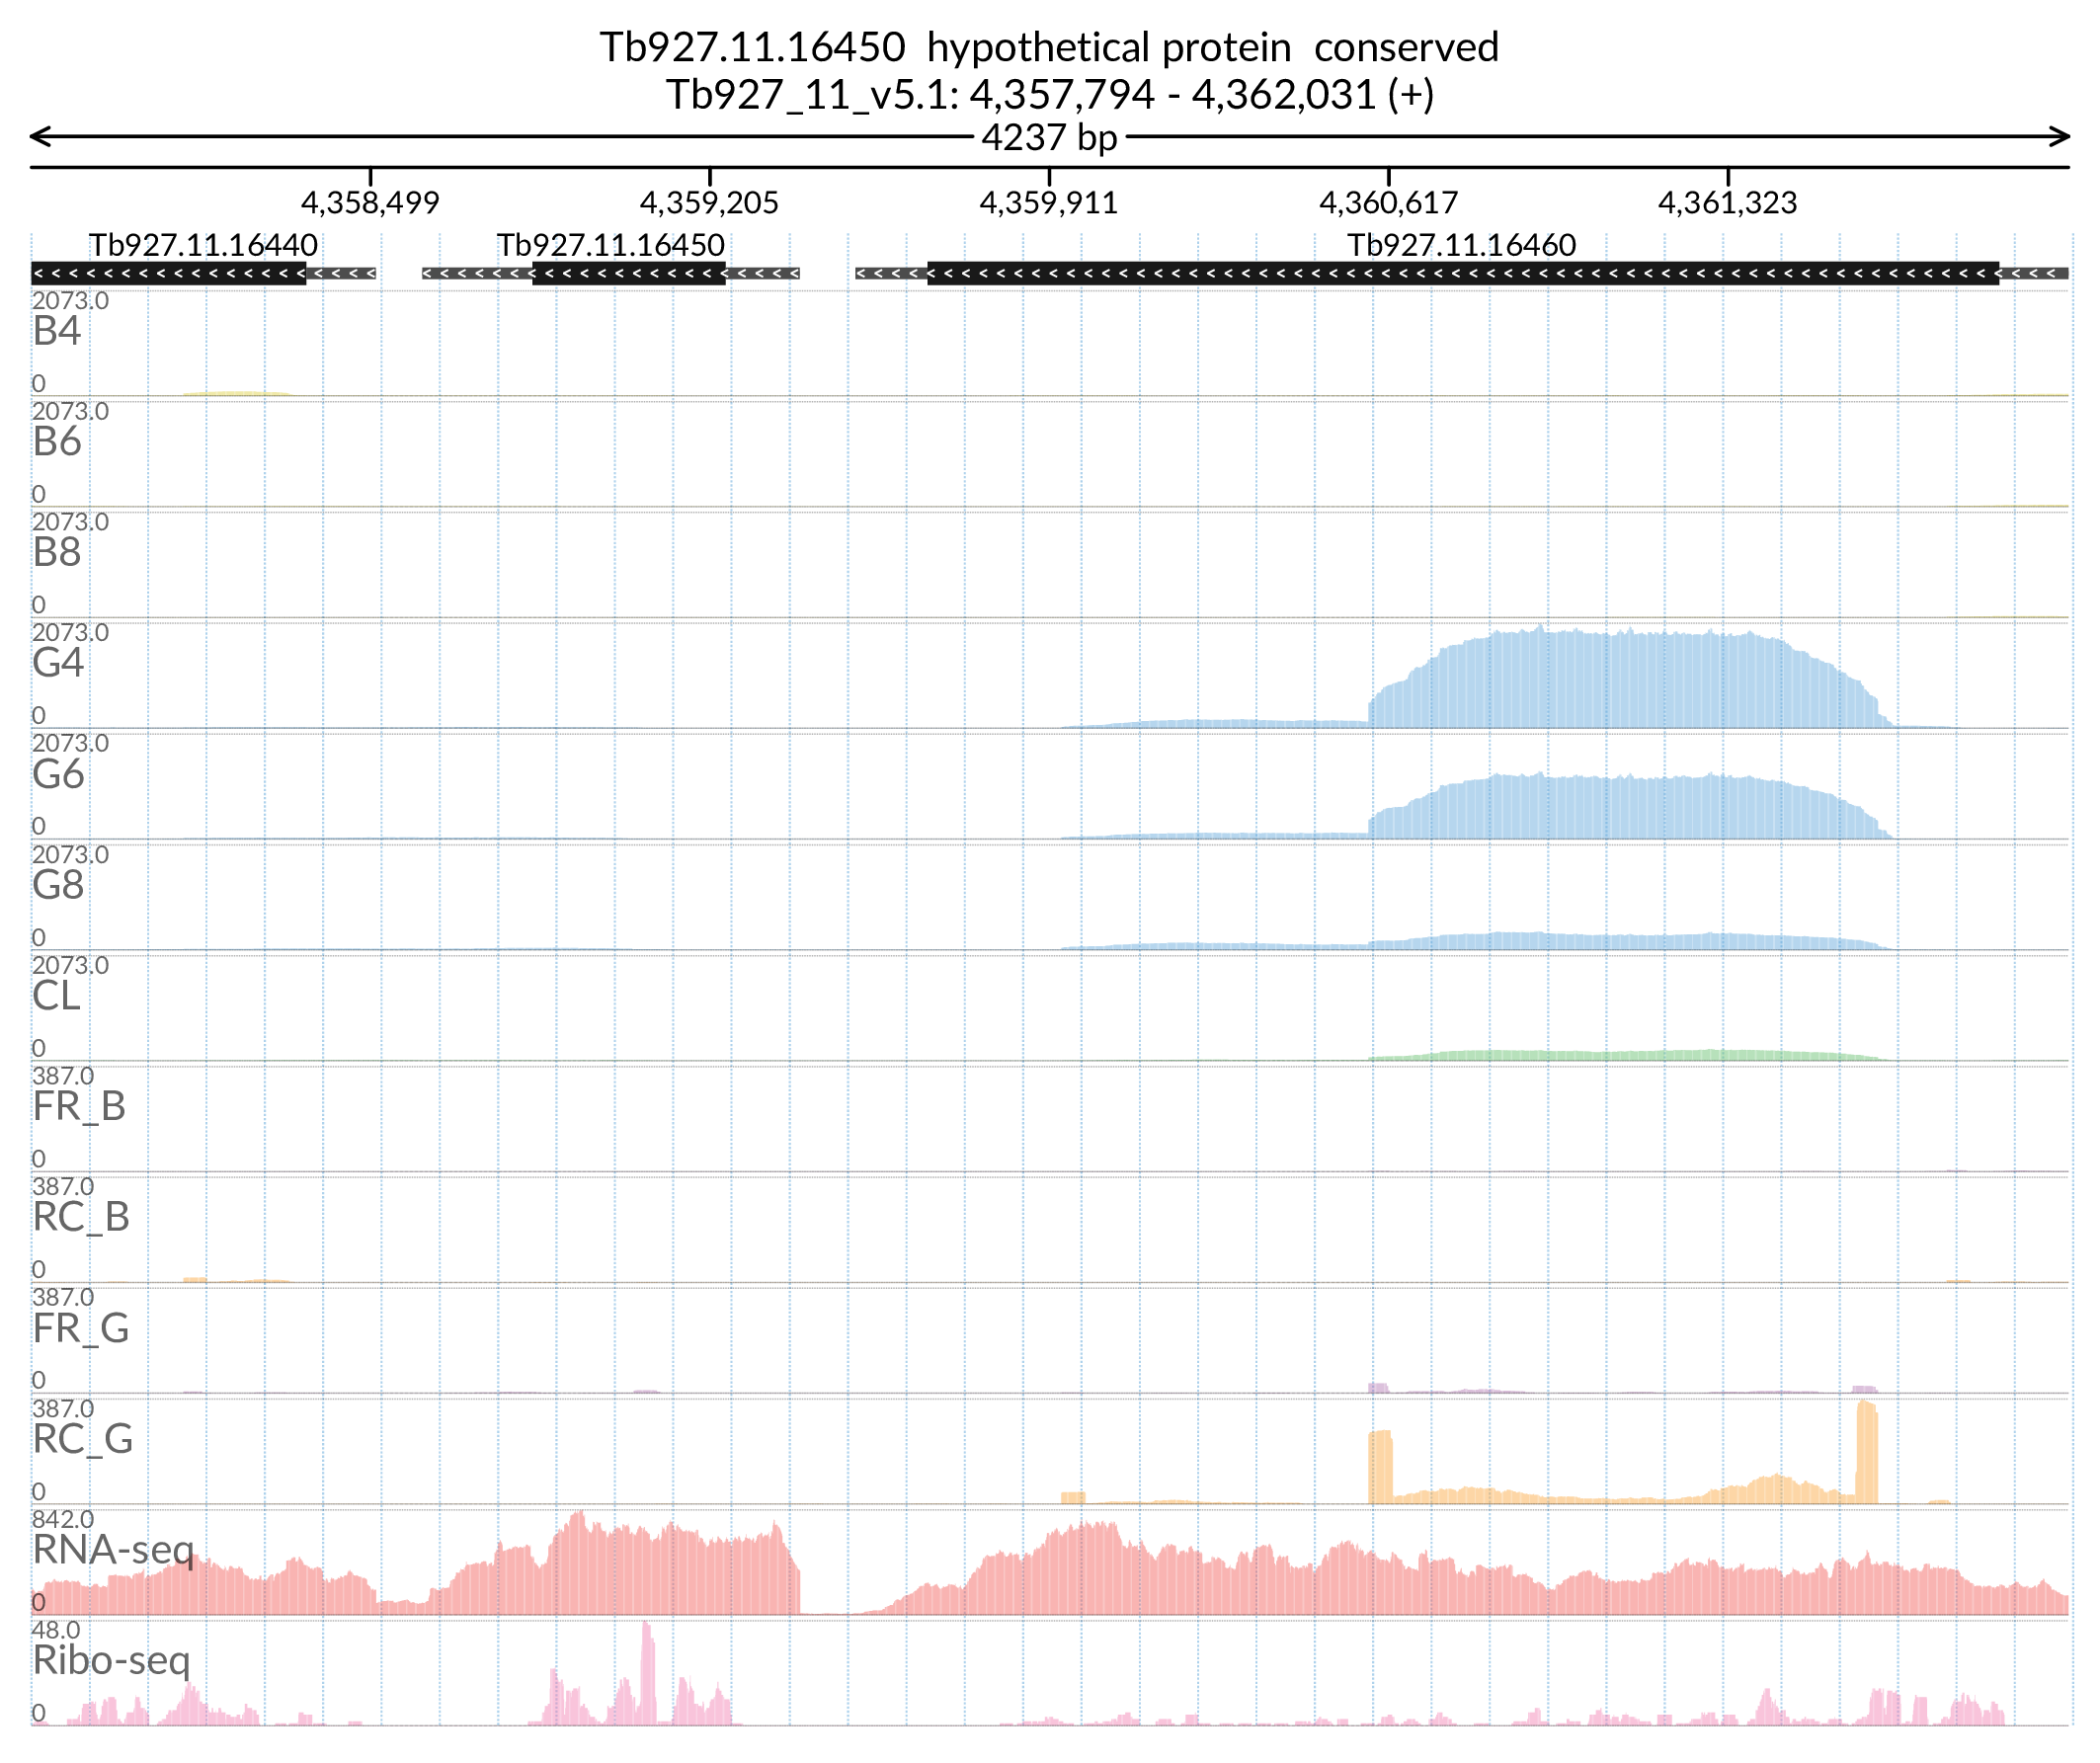 Tb927.11.16450  hypothetical protein  conserved
Tb927_11_v5.1: 4,357,794 - 4,362,031 (+)
4237 bp
4,358,499 4,359,205 4,359,911 4,360,617 4,361,323
Tb927.11.16440 Tb927.11.16450 Tb927.11.16460
2073.0
B4
0
2073.0
B6
0
2073.0
B8
0
2073.0
G4
0
2073.0
G6
0
2073.0
G8
0
2073.0
CL
0
387.0
FR_B
0
387.0
RC_B
0
387.0
FR_G
0
387.0
RC_G
0
842.0
RNA-seq
0
48.0
Ribo-seq
0